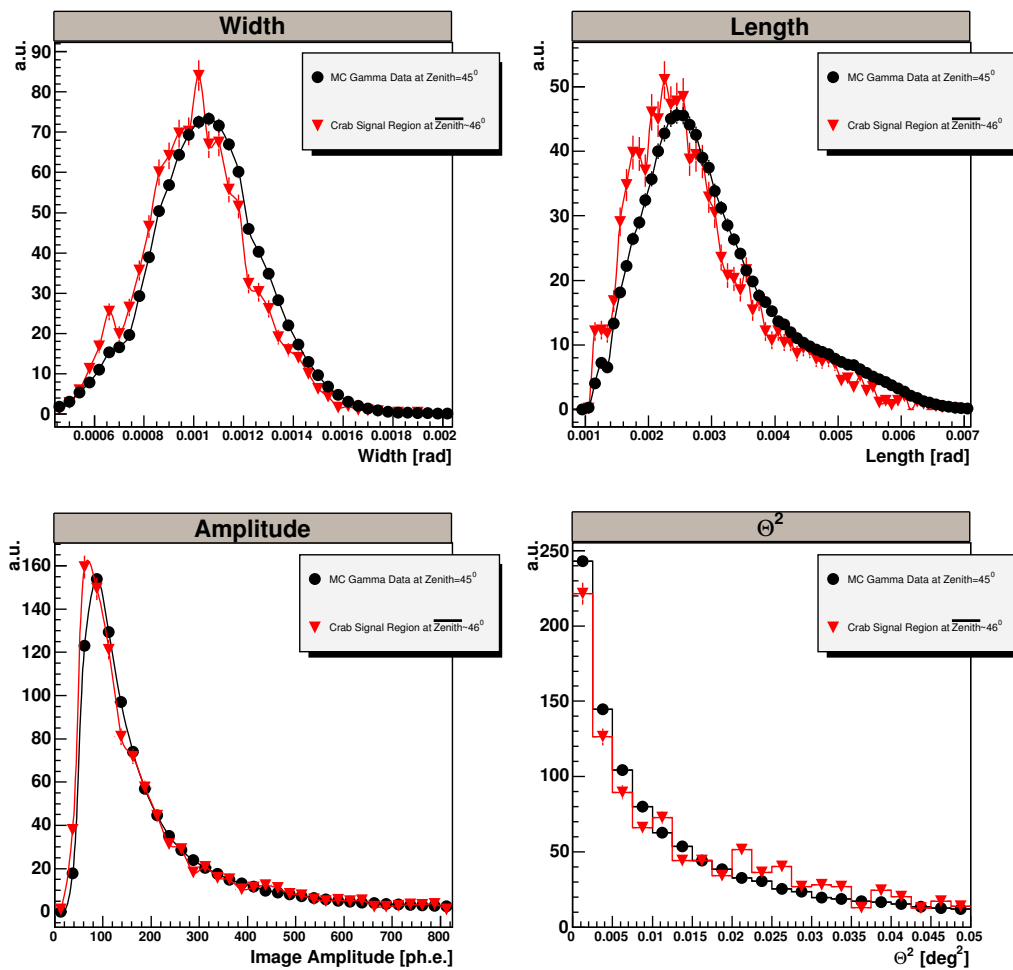 Width
a.u.
90
80
70
60
50
40
30
20
10
0
MC Gamma Data at Zenith=45⁰
Crab Signal Region at Zenith~46⁰
0.0006 0.0008 0.001 0.0012 0.0014 0.0016 0.0018 0.002
Width [rad]
Length
a.u.
50
40
30
20
10
0
MC Gamma Data at Zenith=45⁰
Crab Signal Region at Zenith~46⁰
0.001 0.002 0.003 0.004 0.005 0.006 0.007
Length [rad]
Amplitude
a.u.
160
140
120
100
80
60
40
20
0
MC Gamma Data at Zenith=45⁰
Crab Signal Region at Zenith~46⁰
0 100 200 300 400 500 600 700 800
Image Amplitude [ph.e.]
Θ²
a.u.
250
200
150
100
50
0
MC Gamma Data at Zenith=45⁰
Crab Signal Region at Zenith~46⁰
0 0.005 0.01 0.015 0.02 0.025 0.03 0.035 0.04 0.045 0.05
Θ² [deg²]